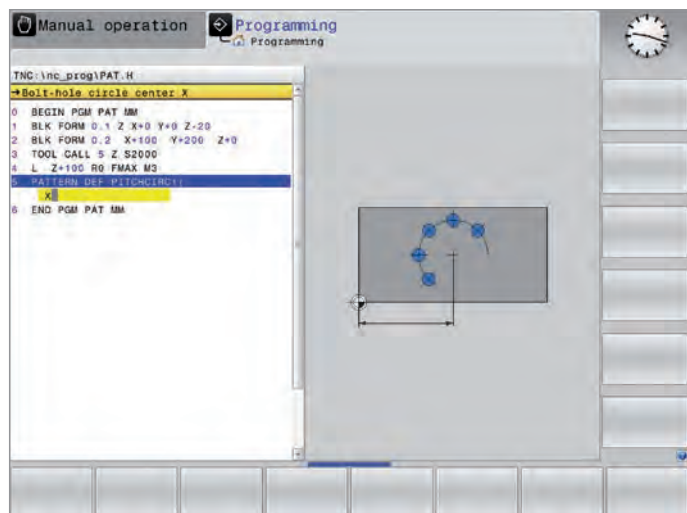 Manual operation
Programming
Programming
TNC:\nc_prog\PAT.H
→Bolt-hole circle center X
0 BEGIN PGM PAT MM
1 BLK FORM 0.1 Z X+0 Y+0 Z-20
2 BLK FORM 0.2 X+100 Y+200 Z+0
3 TOOL CALL 5 Z S2000
4 L Z+100 R0 FMAX M3
5 PATTERN DEF PITCHCIRC1(
X
6 END PGM PAT MM